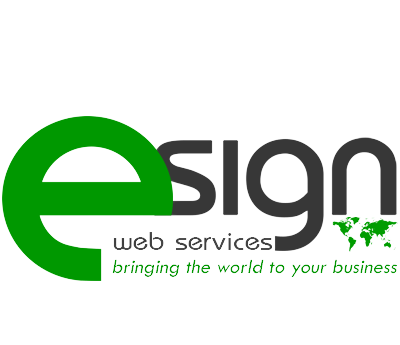 esign
web services
bringing the world to your business